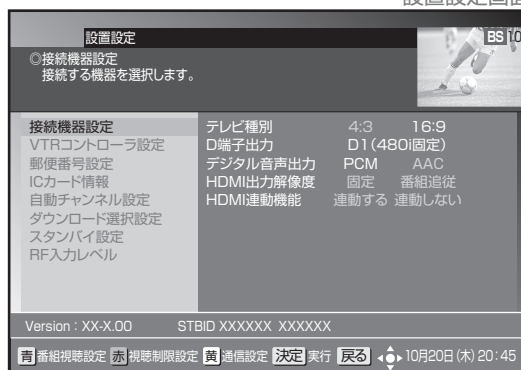 設置設定画面
設置設定
◎接続機器設定
接続する機器を選択します。
BS 10
接続機器設定
VTRコントローラ設定
郵便番号設定
ICカード情報
自動チャンネル設定
ダウンロード選択設定
スタンバイ設定
RF入力レベル
テレビ種別 4:3 16:9
D端子出力 D1(480i固定)
デジタル音声出力 PCM AAC
HDMI出力解像度 固定 番組追従
HDMI連動機能 連動する 連動しない
Version : XX-X.00 STBID XXXXXX XXXXXX
青 番組視聴設定 赤 視聴制限設定 黄 通信設定 決定 実行 戻る 10月20日(木) 20:45